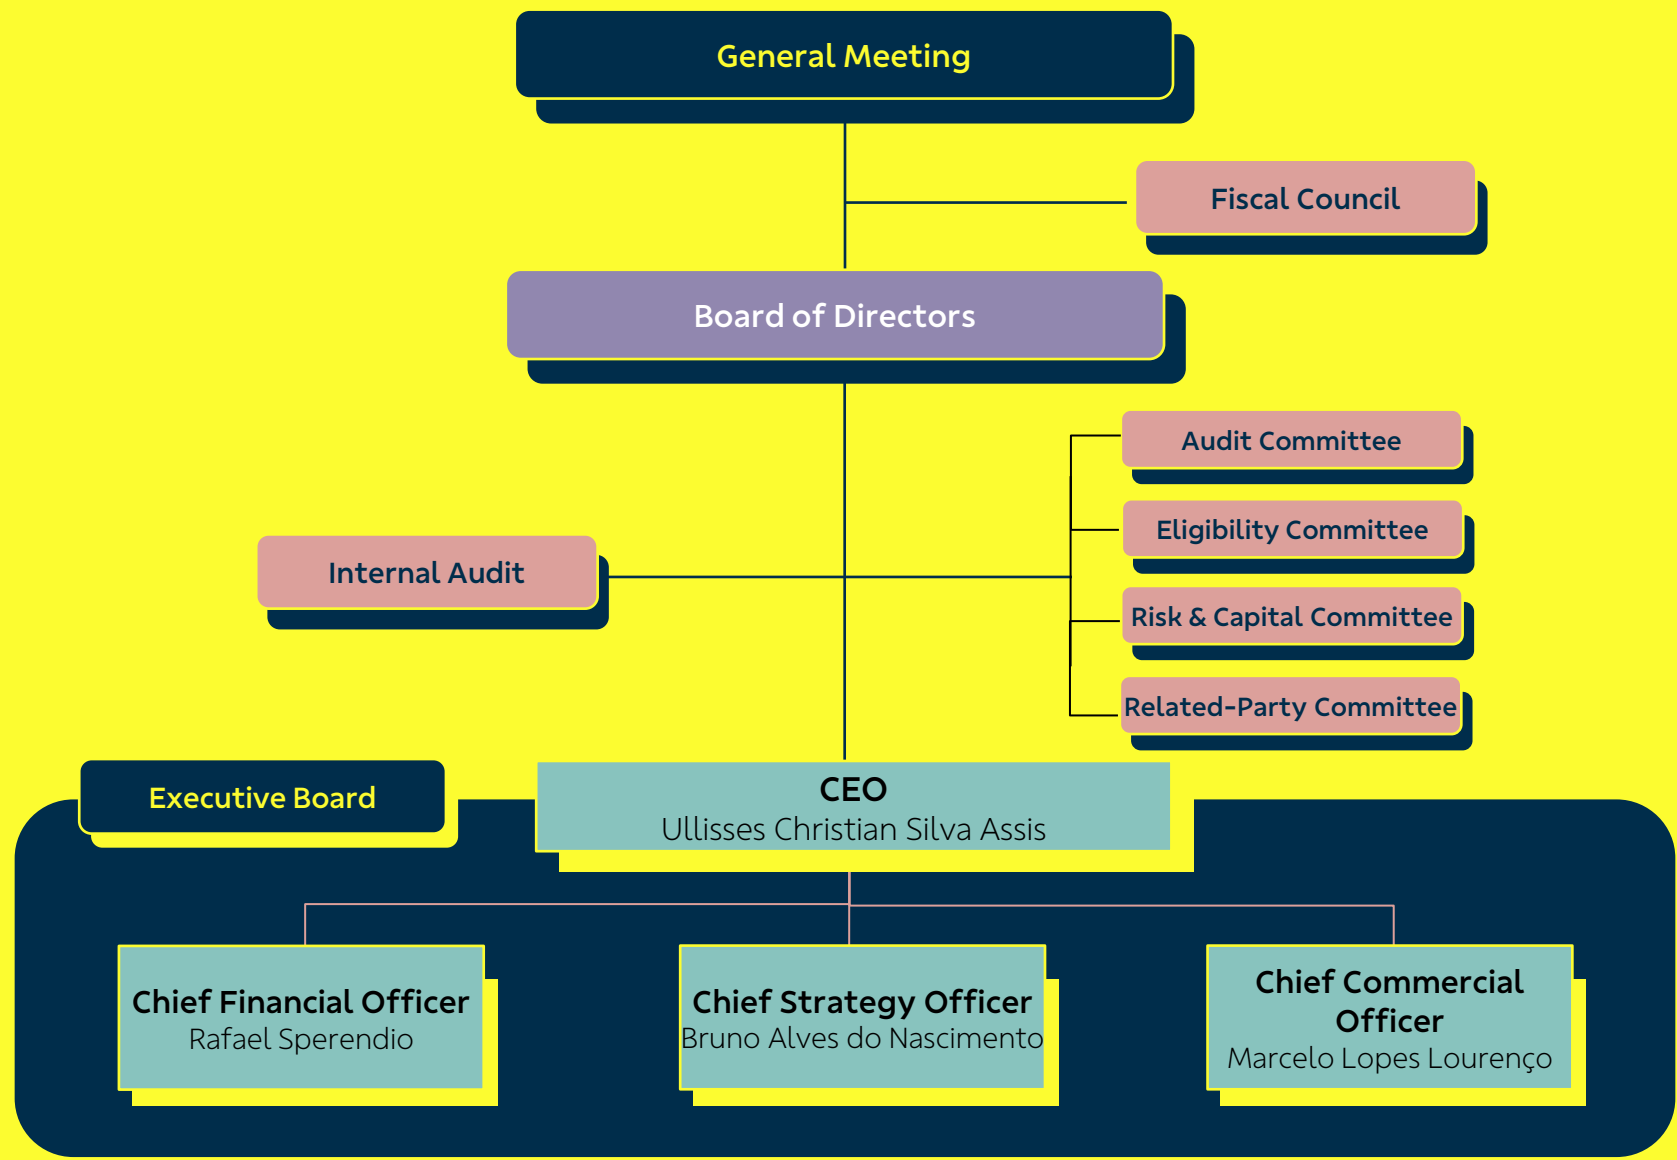 General Meeting
Fiscal Council
Board of Directors
Audit Committee
Eligibility Committee
Internal Audit
Risk & Capital Committee
Related-Party Committee
Executive Board
CEO
Ullisses Christian Silva Assis
Chief Financial Officer
Rafael Sperendio
Chief Strategy Officer
Bruno Alves do Nascimento
Chief Commercial
Officer
Marcelo Lopes Lourenço